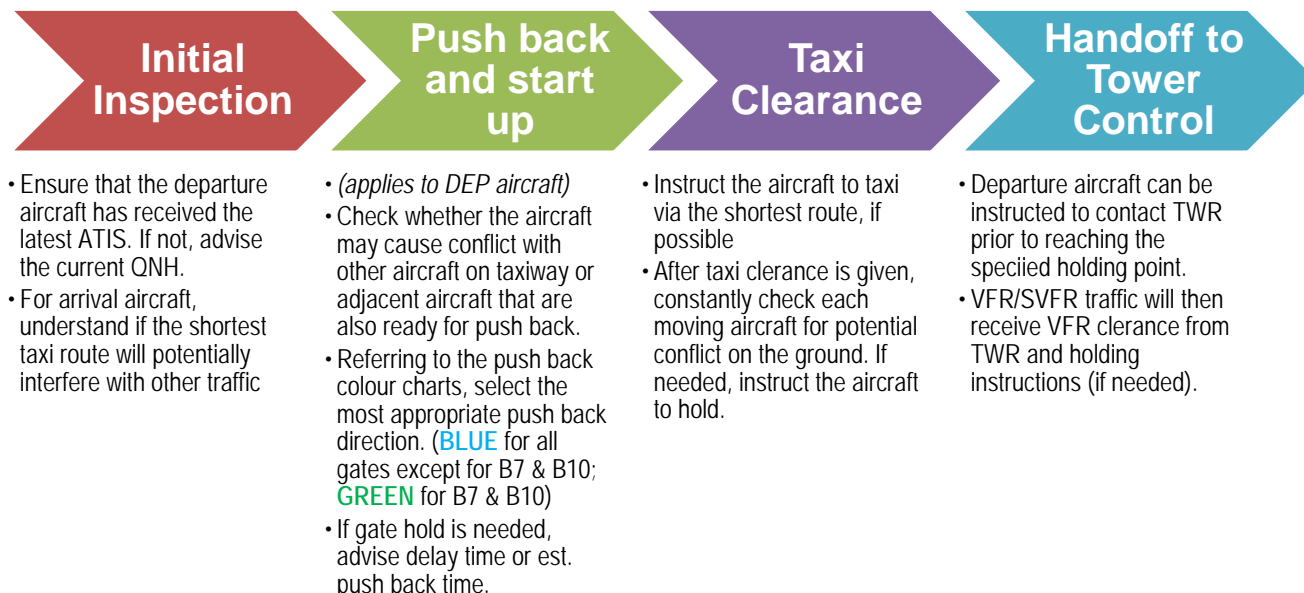 Initial
Inspection
Push back
and start
up
Taxi
Clearance
Handoff to
Tower
Control
• Ensure that the departure
aircraft has received the
latest ATIS. If not, advise
the current QNH.
• For arrival aircraft,
understand if the shortest
taxi route will potentially
interfere with other traffic
• (applies to DEP aircraft)
• Check whether the aircraft
may cause conflict with
other aircraft on taxiway or
adjacent aircraft that are
also ready for push back.
• Referring to the push back
colour charts, select the
most appropriate push back
direction. (BLUE for all
gates except for B7 & B10;
GREEN for B7 & B10)
• If gate hold is needed,
advise delay time or est.
push back time.
• Instruct the aircraft to taxi
via the shortest route, if
possible
• After taxi clerance is given,
constantly check each
moving aircraft for potential
conflict on the ground. If
needed, instruct the aircraft
to hold.
• Departure aircraft can be
instructed to contact TWR
prior to reaching the
speciied holding point.
• VFR/SVFR traffic will then
receive VFR clerance from
TWR and holding
instructions (if needed).